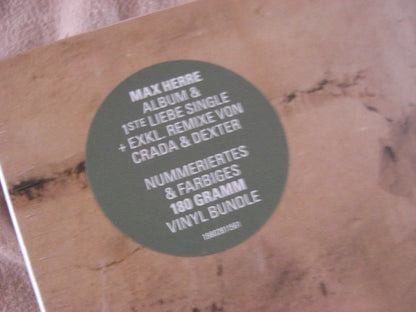 MAX HERRE
ALBUM &
1STE LIEBE SINGLE
+ EXKL. REMIXE VON
CRADA & DEXTER
NUMMERIERTES
& FARBIGES
180 GRAMM
VINYL BUNDLE